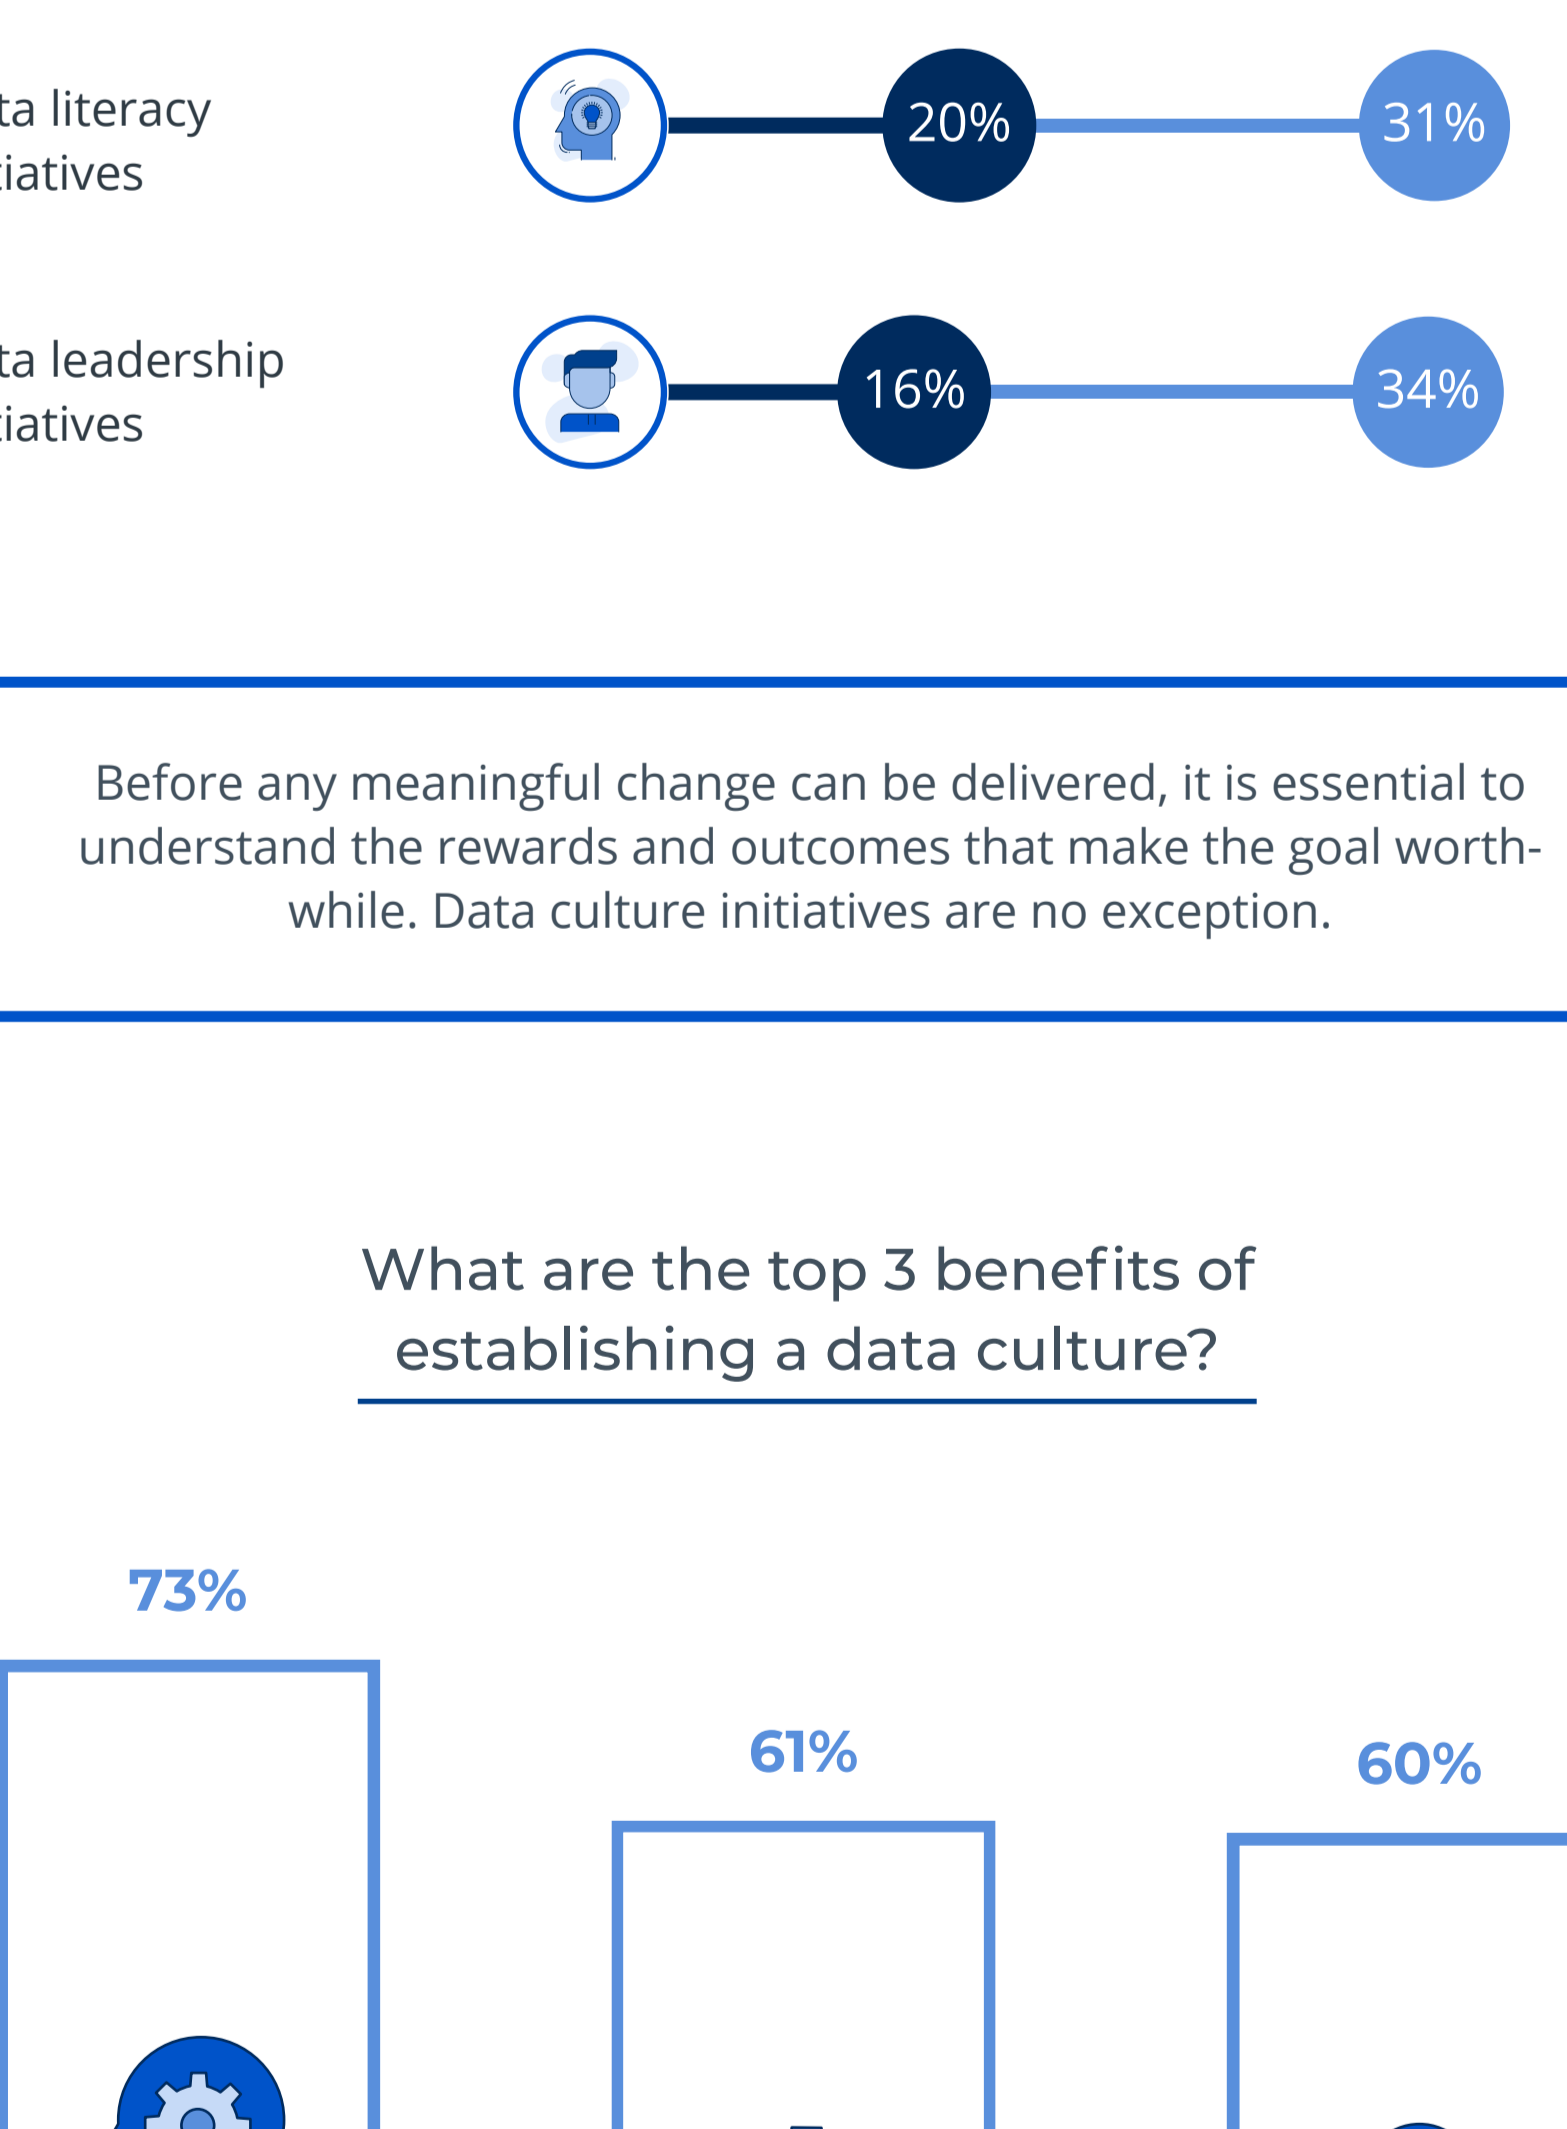 ta literacy
tiatives
20%
31%
ta leadership
tiatives
16%
34%
Before any meaningful change can be delivered, it is essential to
understand the rewards and outcomes that make the goal worth-
while. Data culture initiatives are no exception.
What are the top 3 benefits of
establishing a data culture?
73%
61%
60%